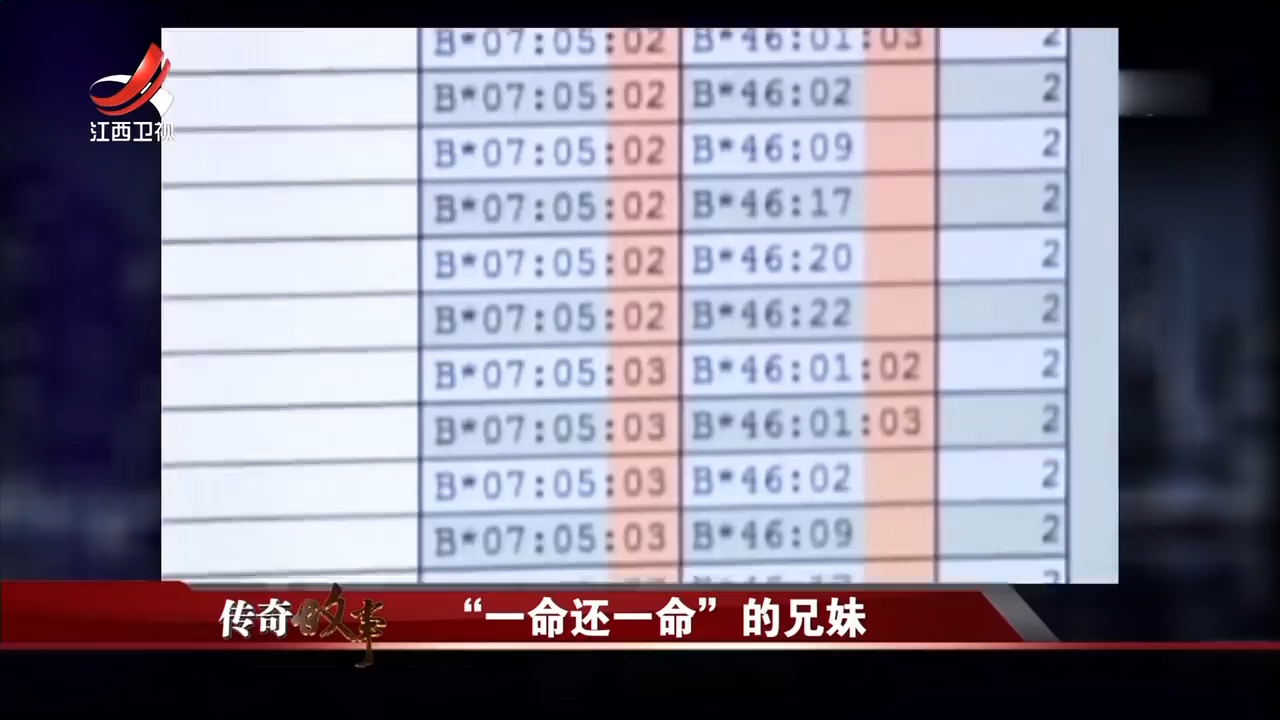 B*07:05:02 B*46:01:03 2
B*07:05:02 B*46:02 2
B*07:05:02 B*46:09 2
B*07:05:02 B*46:17 2
B*07:05:02 B*46:20 2
B*07:05:02 B*46:22 2
B*07:05:03 B*46:01:02 2
B*07:05:03 B*46:01:03 2
B*07:05:03 B*46:02 2
B*07:05:03 B*46:09 2
江西卫视
传奇故事 “一命还一命”的兄妹